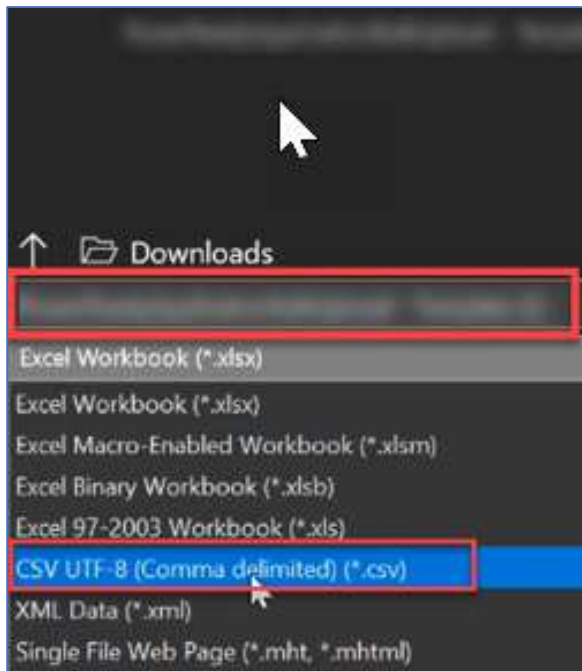 Downloads
Excel Workbook (*.xlsx)
Excel Workbook (*.xlsx)
Excel Macro-Enabled Workbook (*.xlsm)
Excel Binary Workbook (*.xlsb)
Excel 97-2003 Workbook (*.xls)
CSV UTF-8 (Comma delimited) (*.csv)
XML Data (*.xml)
Single File Web Page (*.mht, *.mhtml)